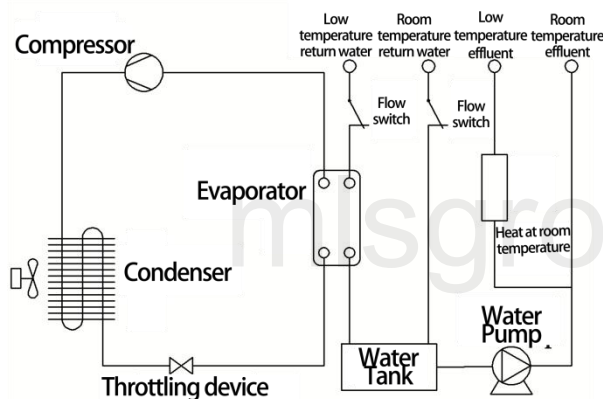 Compressor
Low
temperature
return water
Room
temperature
return water
Low
temperature
effluent
Room
temperature
effluent
Flow
switch
Flow
switch
Evaporator
mlsgro
Heat at room
temperature
Condenser
Water
Pump
Water
Tank
Throttling device